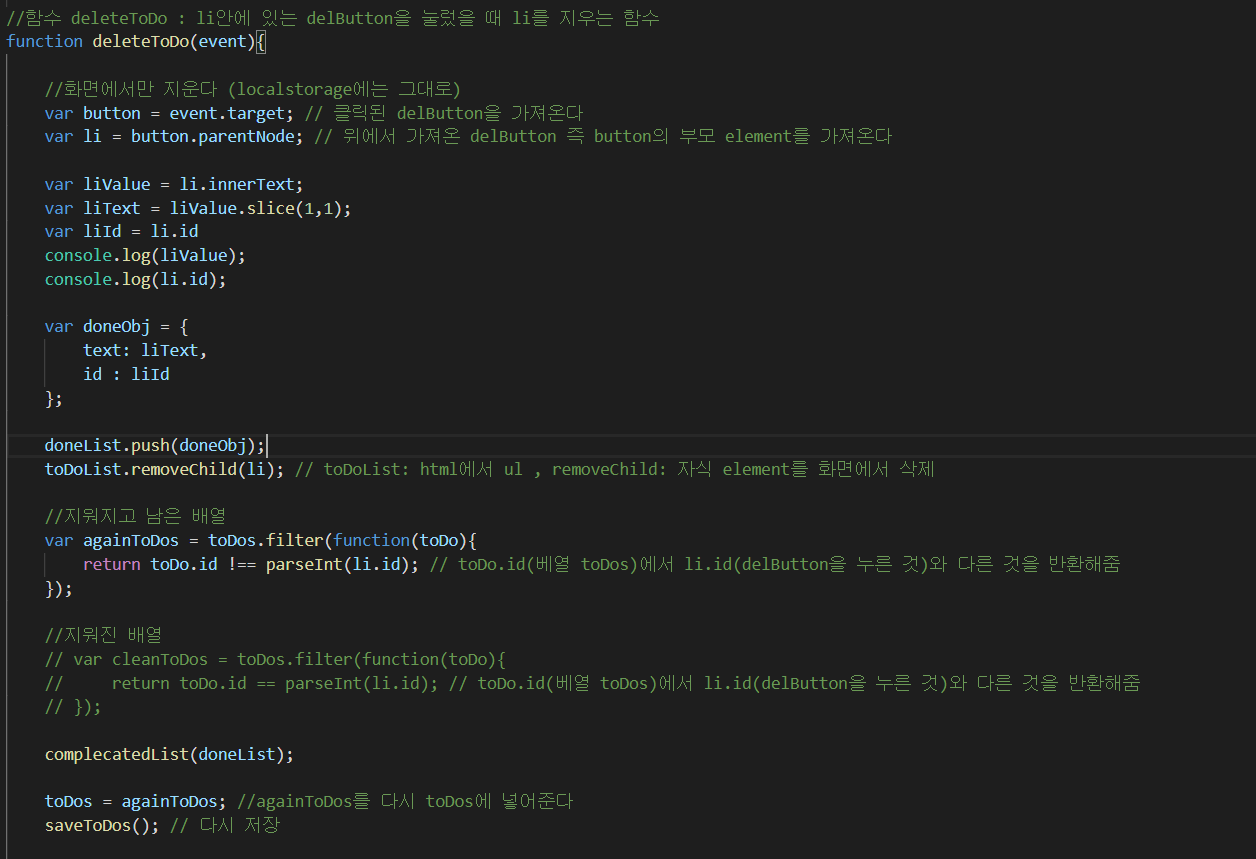 //함수 deleteToDo : li안에 있는 delButton을 눌렀을 때 li를 지우는 함수
function deleteToDo(event){
//화면에서만 지운다 (localstorage에는 그대로)
var button = event.target; // 클릭된 delButton을 가져온다
var li = button.parentNode; // 위에서 가져온 delButton 즉 button의 부모 element를 가져온다
var liValue = li.innerText;
var liText = liValue.slice(1,1);
var liId = li.id
console.log(liValue);
console.log(li.id);
var doneObj = {
text: liText,
id : liId
};
doneList.push(doneObj);
toDoList.removeChild(li); // toDoList: html에서 ul , removeChild: 자식 element를 화면에서 삭제
//지워지고 남은 배열
var againToDos = toDos.filter(function(toDo){
return toDo.id !== parseInt(li.id); // toDo.id(베열 toDos)에서 li.id(delButton을 누른 것)와 다른 것을 반환해줌
});
//지워진 배열
// var cleanToDos = toDos.filter(function(toDo){
//     return toDo.id == parseInt(li.id); // toDo.id(베열 toDos)에서 li.id(delButton을 누른 것)와 다른 것을 반환해줌
// });
complecatedList(doneList);
toDos = againToDos; //againToDos를 다시 toDos에 넣어준다
saveToDos(); // 다시 저장